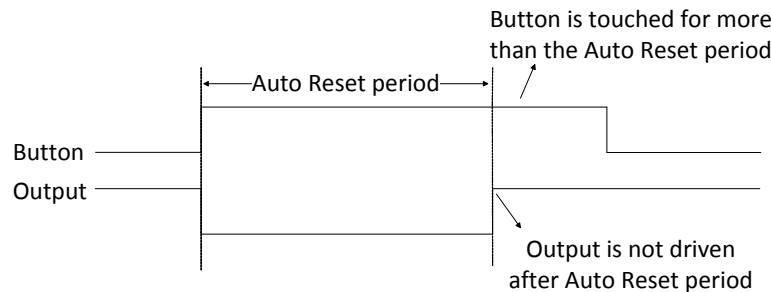 Button is touched for more
than the Auto Reset period
Auto Reset period
Button
Output
Output is not driven
after Auto Reset period